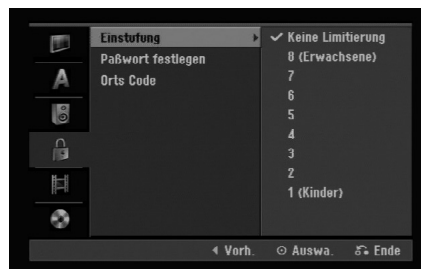 Einstufung
Paßwort festlegen
Orts Code
✓ Keine Limitierung
8 (Erwachsene)
7
6
5
4
3
2
1 (Kinder)
Vorh. Auswa. Ende